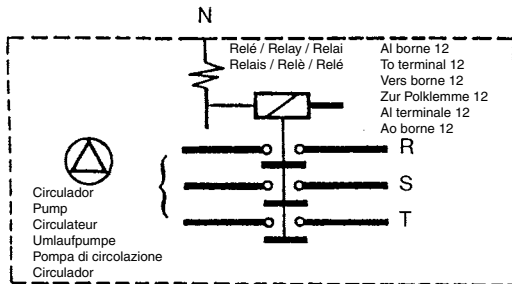 N
Relé / Relay / Relai
Relais / Relè / Relé
Al borne 12
To terminal 12
Vers borne 12
Zur Polklemme 12
Al terminale 12
Ao borne 12
R
S
T
Circulador
Pump
Circulateur
Umlaufpumpe
Pompa di circolazione
Circulador